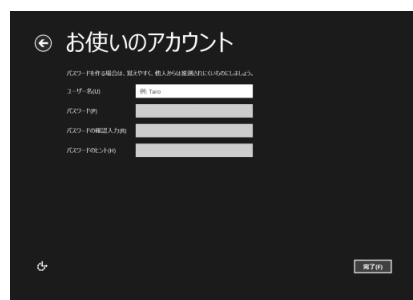 お使いのアカウント
パスワードを作る場合は、覚えやすく、他人からは推測されにくいものにしましょう。
ユーザー名(U)
例: Taro
パスワード(P)
パスワードの確認入力(R)
パスワードのヒント(H)
完了(F)